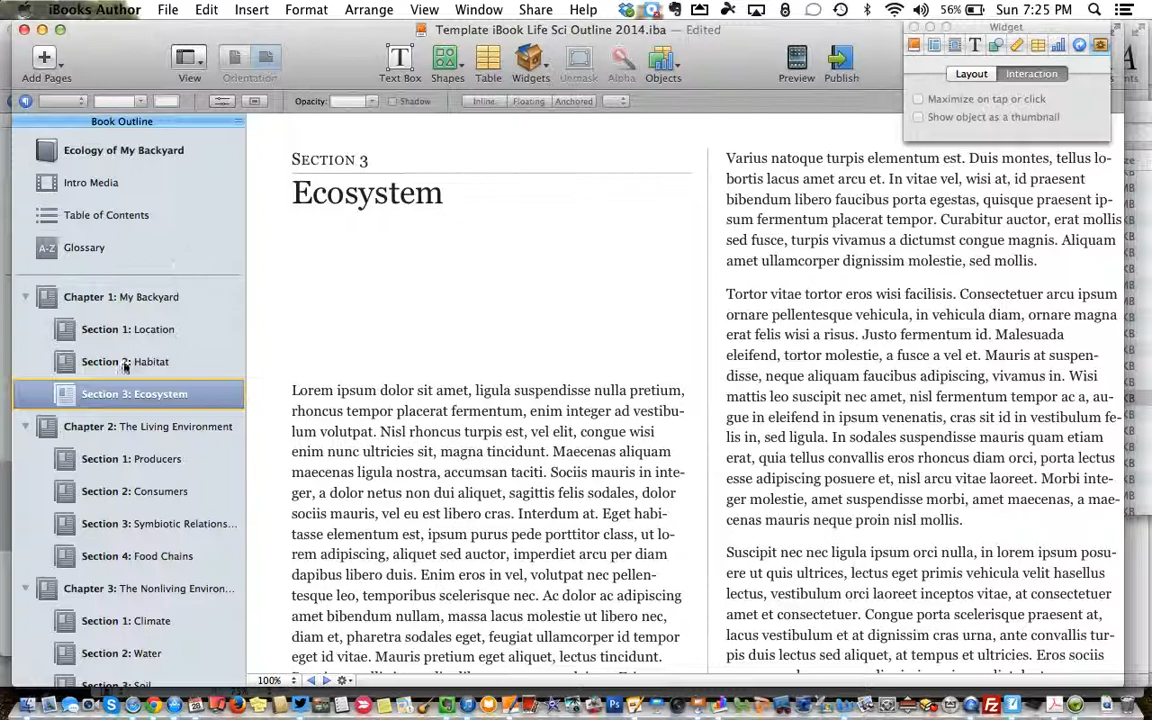 iBooks Author File Edit Insert Format Arrange View Window Share Help 56% Sun 7:25 PM
Template iBook Life Sci Outline 2014.iba — Edited
Widget
Add Pages View Orientation Text Box Shapes Table Widgets Unmask Alpha Objects Preview Publish
Layout Interaction
Opacity: Shadow Inline Floating Anchored
Maximize on tap or click
Show object as a thumbnail
Book Outline
Ecology of My Backyard
Intro Media
Table of Contents
A-Z Glossary
Chapter 1: My Backyard
Section 1: Location
Section 2: Habitat
Section 3: Ecosystem
Chapter 2: The Living Environment
Section 1: Producers
Section 2: Consumers
Section 3: Symbiotic Relations...
Section 4: Food Chains
Chapter 3: The Nonliving Environ...
Section 1: Climate
Section 2: Water
Section 3: Soil
Section 3
Ecosystem
Lorem ipsum dolor sit amet, ligula suspendisse nulla pretium,
rhoncus tempor placerat fermentum, enim integer ad vestibu-
lum volutpat. Nisl rhoncus turpis est, vel elit, congue wisi
enim nunc ultricies sit, magna tincidunt. Maecenas aliquam
maecenas ligula nostra, accumsan taciti. Sociis mauris in inte-
ger, a dolor netus non dui aliquet, sagittis felis sodales, dolor
sociis mauris, vel eu est libero cras. Interdum at. Eget habi-
tasse elementum est, ipsum purus pede porttitor class, ut lo-
rem adipiscing, aliquet sed auctor, imperdiet arcu per diam
dapibus libero duis. Enim eros in vel, volutpat nec pellen-
tesque leo, temporibus scelerisque nec. Ac dolor ac adipiscing
amet bibendum nullam, massa lacus molestie ut libero nec,
diam et, pharetra sodales eget, feugiat ullamcorper id tempor
eget id vitae. Mauris pretium eget aliquet, lectus tincidunt.
Varius natoque turpis elementum est. Duis montes, tellus lo-
bortis lacus amet arcu et. In vitae vel, wisi at, id praesent
bibendum libero faucibus porta egestas, quisque praesent ip-
sum fermentum placerat tempor. Curabitur auctor, erat mollis
sed fusce, turpis vivamus a dictumst congue magnis. Aliquam
amet ullamcorper dignissim molestie, sed mollis.
Tortor vitae tortor eros wisi facilisis. Consectetuer arcu ipsum
ornare pellentesque vehicula, in vehicula diam, ornare magna
erat felis wisi a risus. Justo fermentum id. Malesuada
eleifend, tortor molestie, a fusce a vel et. Mauris at suspen-
disse, neque aliquam faucibus adipiscing, vivamus in. Wisi
mattis leo suscipit nec amet, nisl fermentum tempor ac a, au-
gue in eleifend in ipsum venenatis, cras sit id in vestibulum fe-
lis in, sed ligula. In sodales suspendisse mauris quam etiam
erat, quia tellus convallis eros rhoncus diam orci, porta lectus
esse adipiscing posuere et, nisl vitae laoreet. Morbi inte-
ger molestie, amet suspendisse morbi, amet maecenas, a mae-
cenas mauris neque proin nisl mollis.
Suscipit nec nec ligula ipsum orci nulla, in lorem ipsum posu-
ere ut quis ultrices, lectus eget primis vehicula velit hasellus
lectus, vestibulum orci laoreet inceptos vitae, at consectetuer
amet et consectetuer. Congue porta scelerisque praesent at,
lacus vestibulum et at dignissim cras urna, ante convallis tur-
pis. Eros sociis
100%